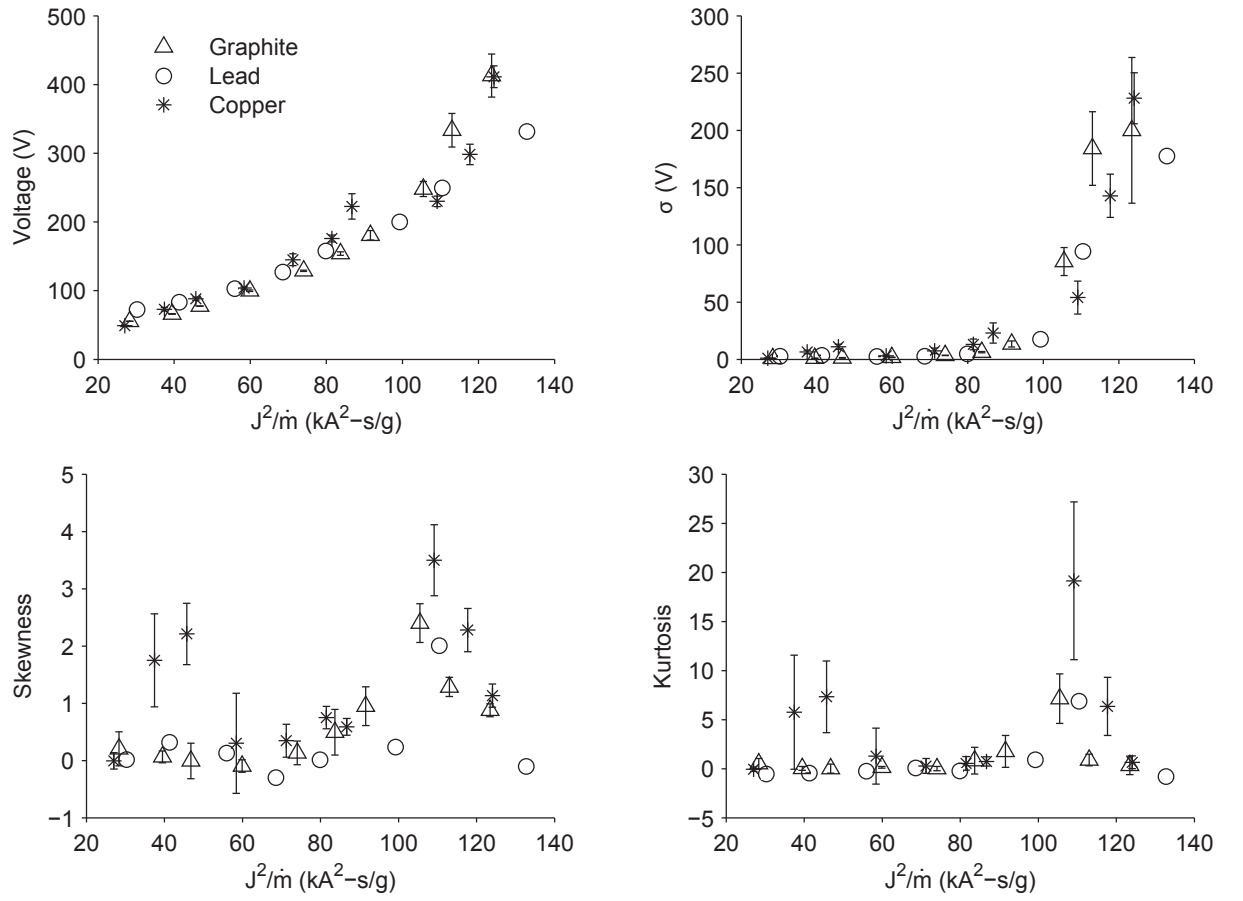 500
400
300
200
100
0
Voltage (V)
Graphite
Lead
Copper
20 40 60 80 100 120 140
J²/ṁ (kA²−s/g)
300
250
200
150
100
50
0
σ (V)
20 40 60 80 100 120 140
J²/ṁ (kA²−s/g)
5
4
3
2
1
0
−1
Skewness
20 40 60 80 100 120 140
J²/ṁ (kA²−s/g)
30
25
20
15
10
5
0
−5
Kurtosis
20 40 60 80 100 120 140
J²/ṁ (kA²−s/g)